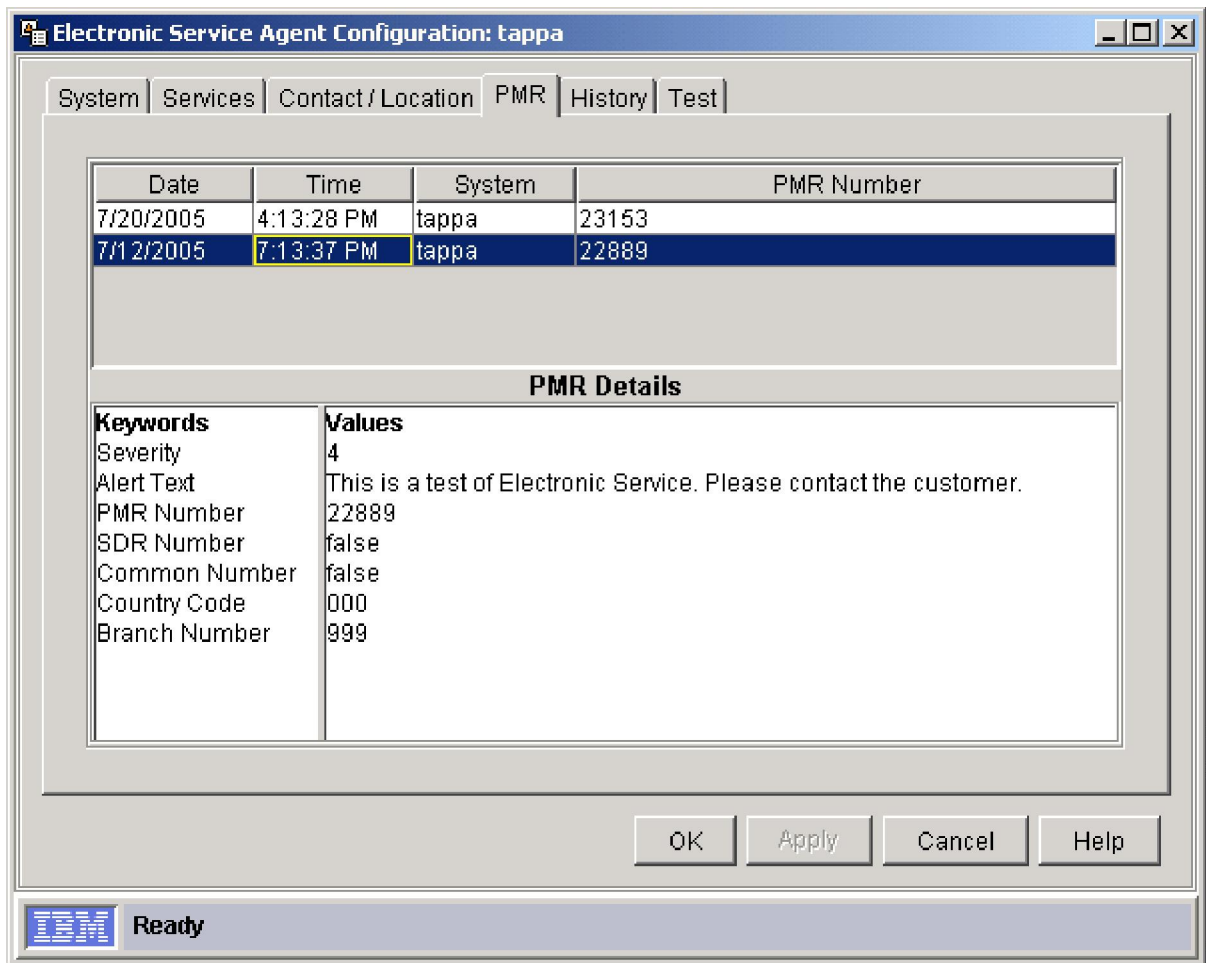 Electronic Service Agent Configuration: tappa
System Services Contact / Location PMR History Test
Date Time System PMR Number
7/20/2005 4:13:28 PM tappa 23153
7/12/2005 7:13:37 PM tappa 22889
PMR Details
Keywords Values
Severity 4
Alert Text This is a test of Electronic Service. Please contact the customer.
PMR Number 22889
SDR Number false
Common Number false
Country Code 000
Branch Number 999
OK Apply Cancel Help
IBM Ready